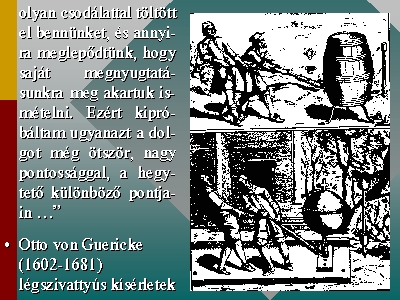 olyan csodálattal töltött
el bennünket, és annyi-
ra meglepődtünk, hogy
saját megnyugtatá-
sunkra meg akartuk is-
mételni. Ezért kipró-
báltam ugyanazt a dol-
got még ötször, nagy
pontossággal, a hegy-
tető különböző pontja-
in …”
• Otto von Guericke
(1602-1681)
légszivattyús kísérletek